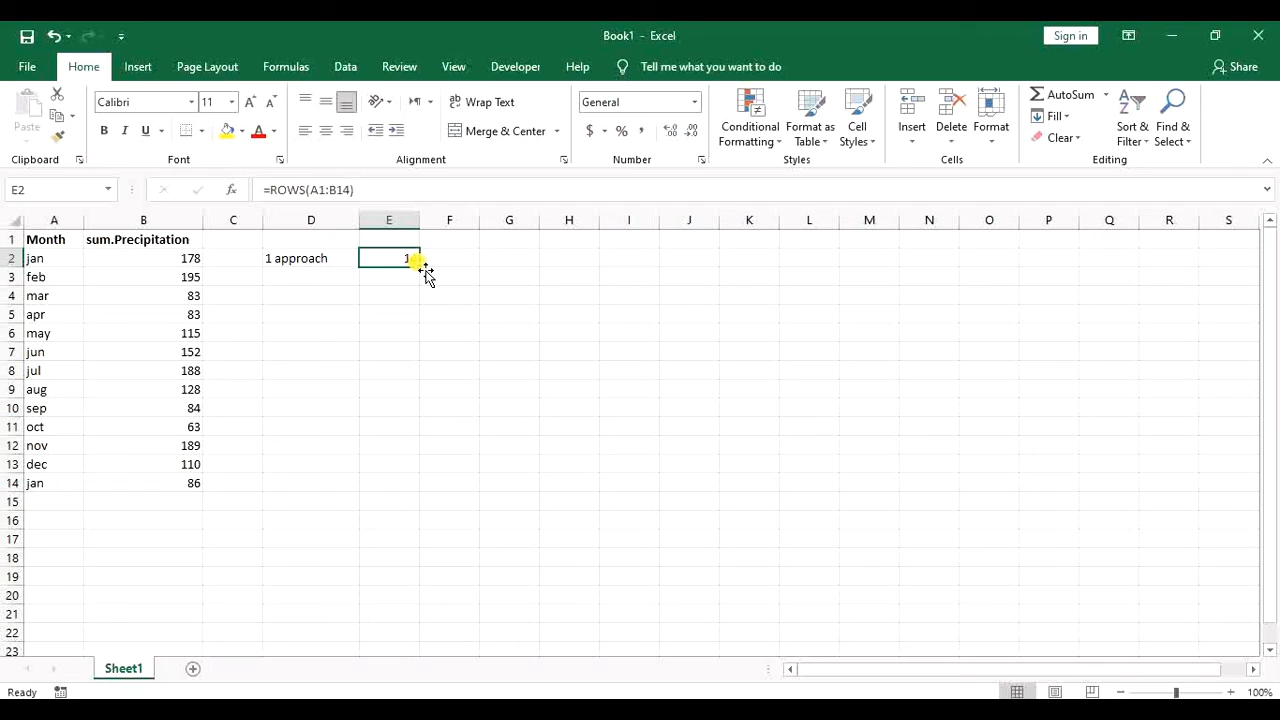 Book1 - Excel
Sign in
File Home Insert Page Layout Formulas Data Review View Developer Help Tell me what you want to do Share
Paste
Calibri 11
Wrap Text
Merge & Center
General
$ % ,
Conditional Formatting
Format as Table
Cell Styles
Insert Delete Format
AutoSum
Fill
Clear
Sort & Filter
Find & Select
Clipboard Font Alignment Number Styles Cells Editing
E2 fx =ROWS(A1:B14)
A B C D E F G H I J K L M N O P Q R S
1 Month sum.Precipitation
2 jan 178 1 approach
3 feb 195
4 mar 83
5 apr 83
6 may 115
7 jun 152
8 jul 188
9 aug 128
10 sep 84
11 oct 63
12 nov 189
13 dec 110
14 jan 86
15
16
17
18
19
20
21
22
23
Sheet1
Ready 100%